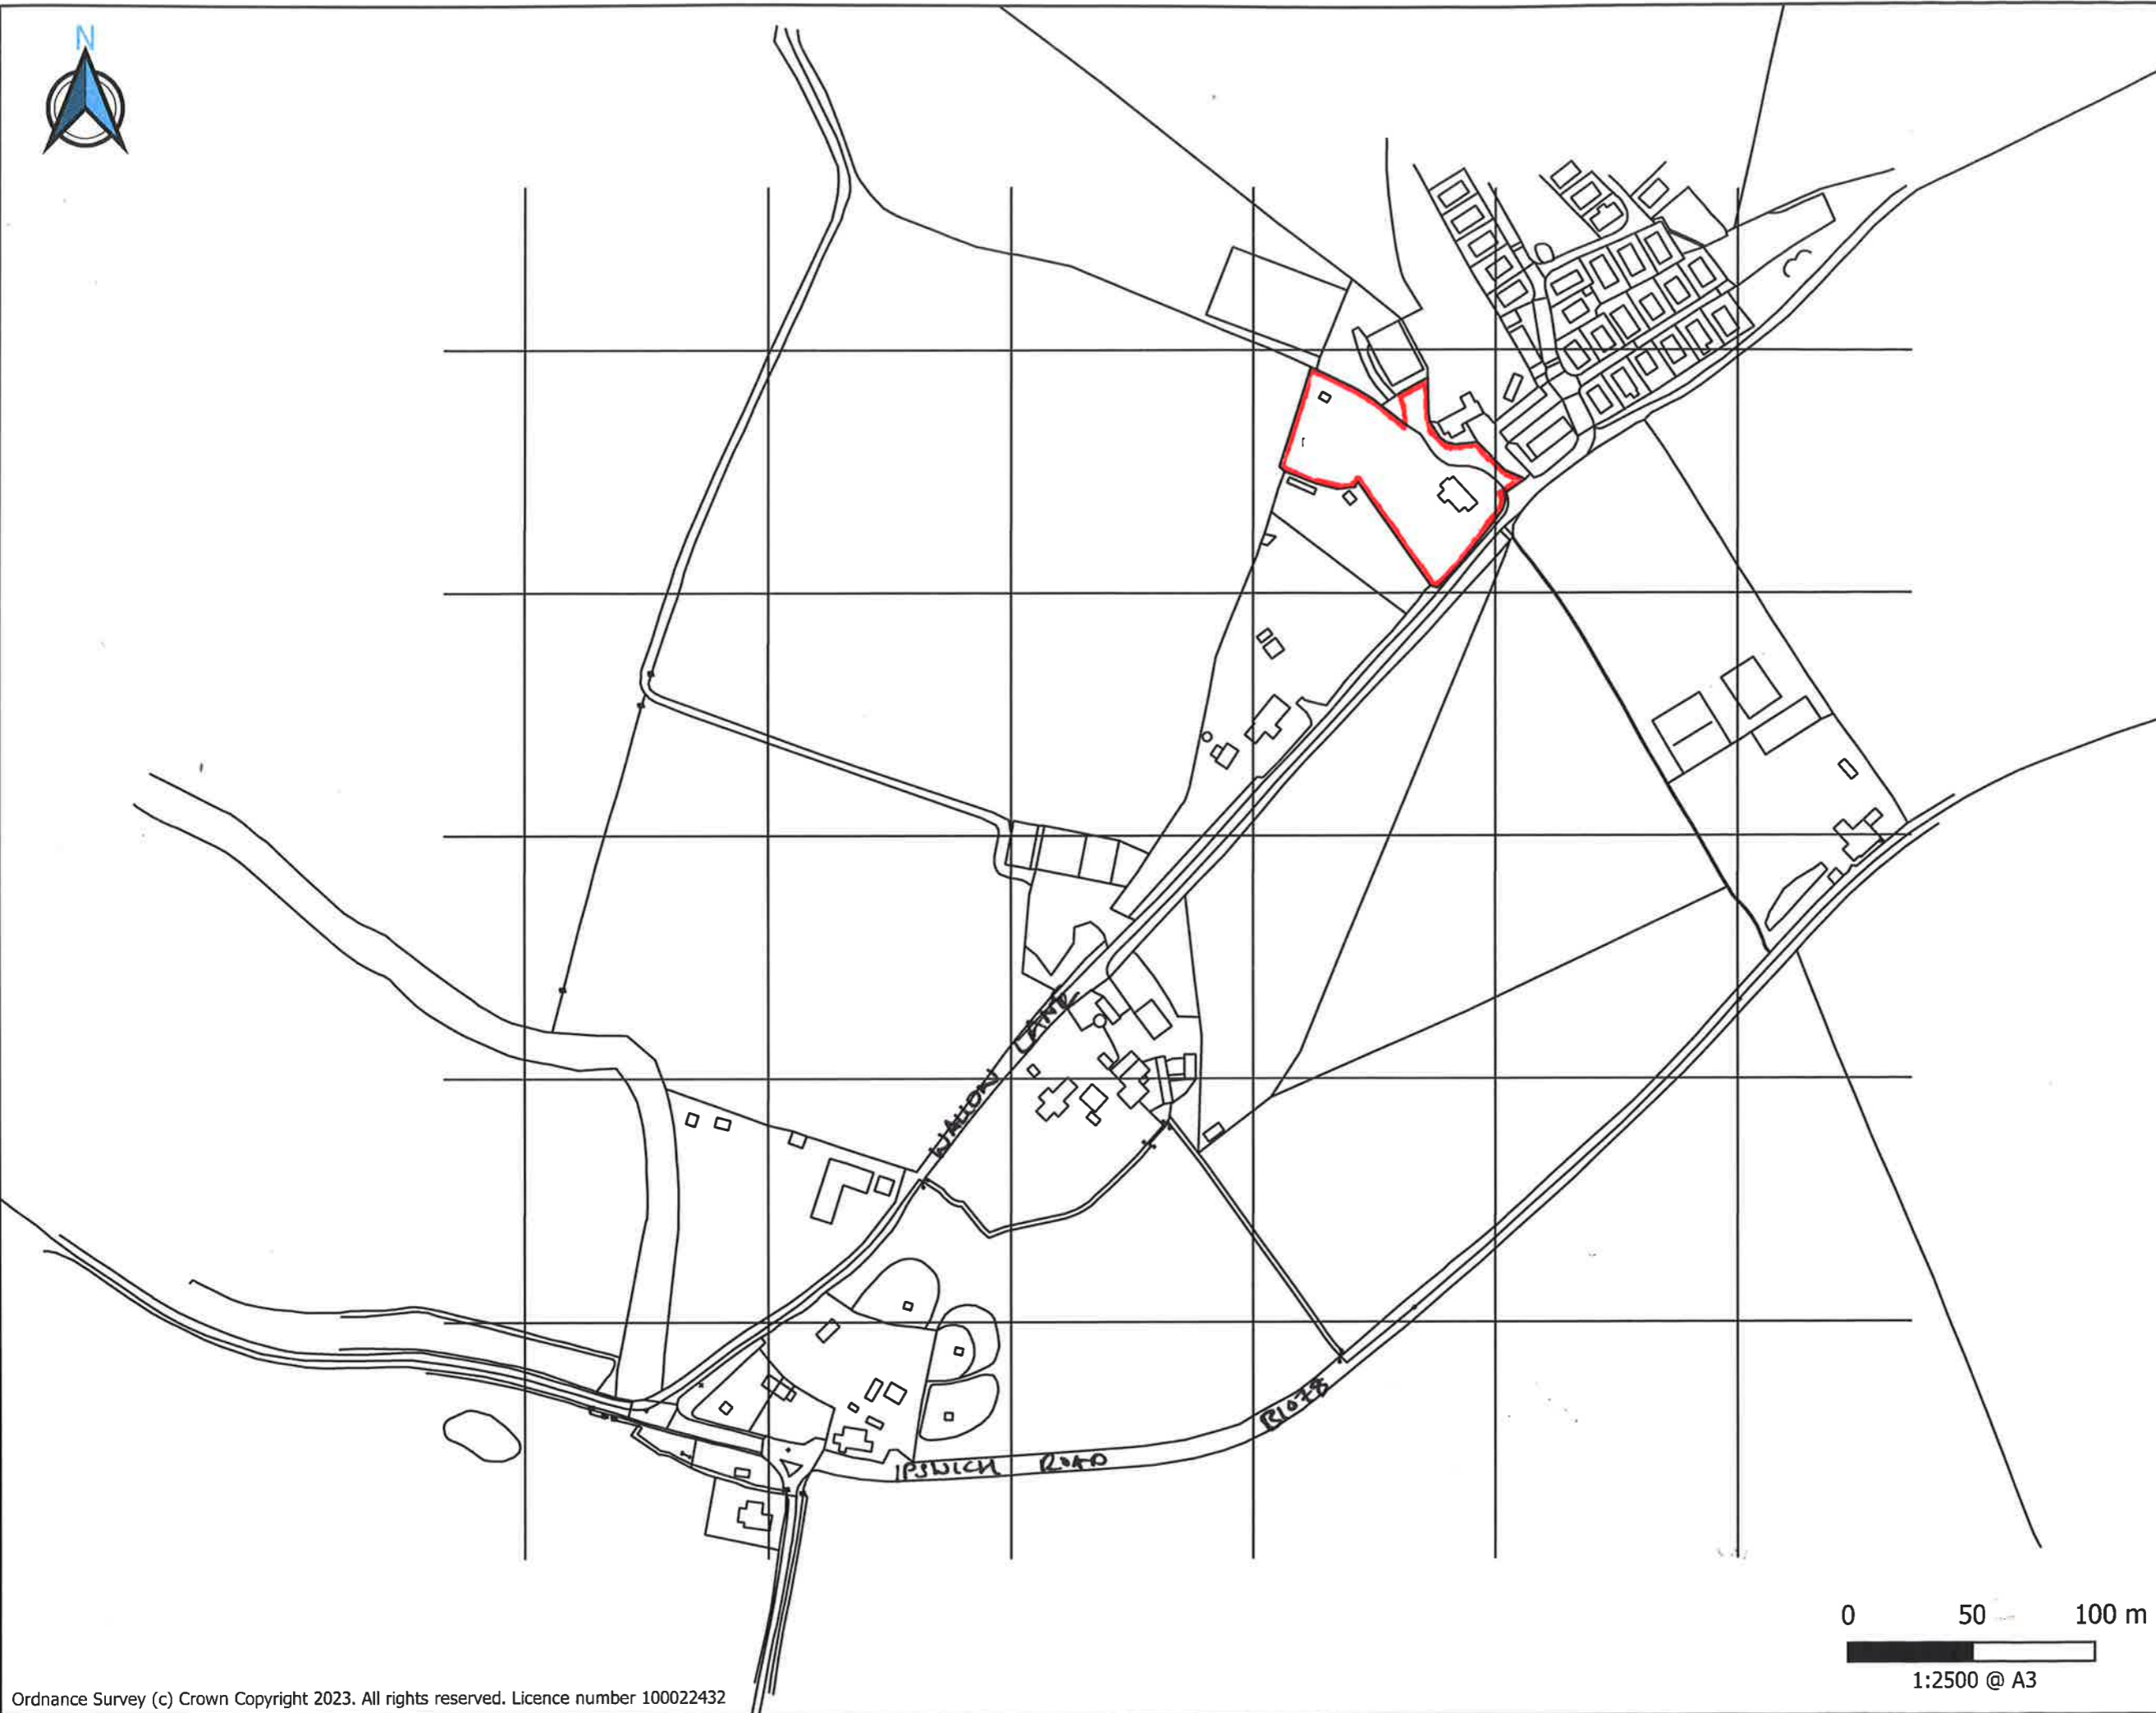 N
WALTON LANE
B1078
IPSWICH ROAD
0 50 100 m
1:2500 @ A3
Ordnance Survey (c) Crown Copyright 2023. All rights reserved. Licence number 100022432